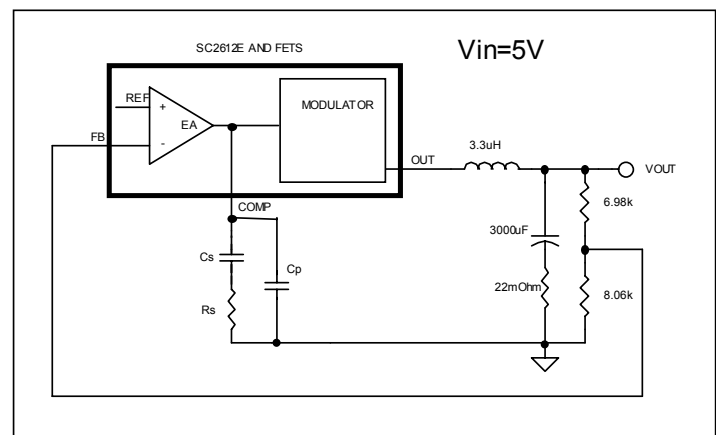 SC2612E AND FETS
Vin=5V
REF
+
EA
-
FB
MODULATOR
OUT
3.3uH
VOUT
6.98k
COMP
3000uF
Cs
Cp
22mOhm
8.06k
Rs